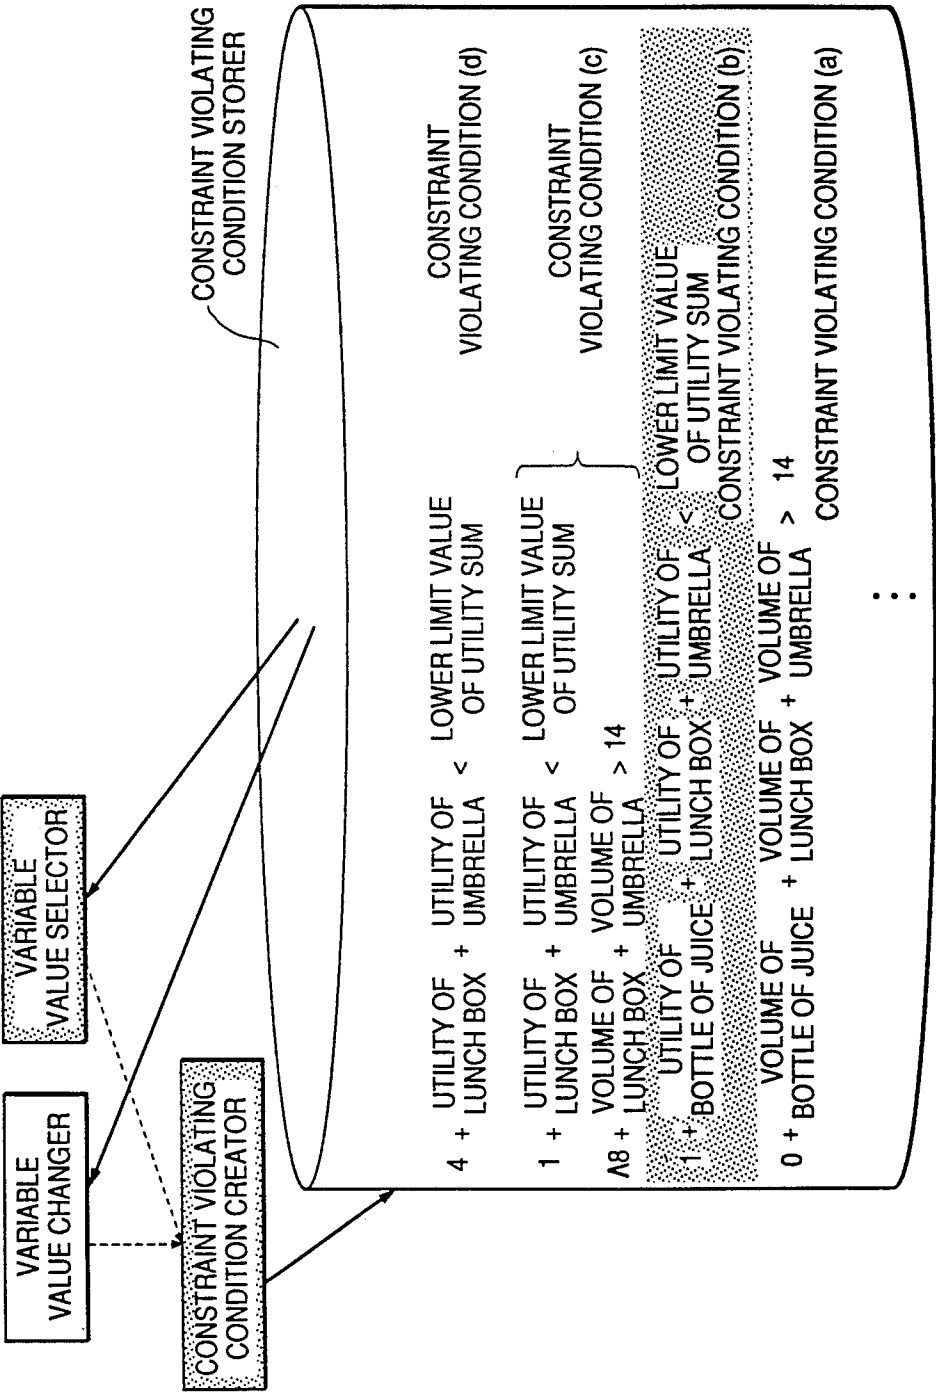 VARIABLE
VALUE CHANGER
VARIABLE
VALUE SELECTOR
CONSTRAINT VIOLATING
CONDITION CREATOR
CONSTRAINT VIOLATING
CONDITION STORER
4 + UTILITY OF LUNCH BOX + UTILITY OF UMBRELLA < LOWER LIMIT VALUE OF UTILITY SUM
CONSTRAINT
VIOLATING CONDITION (d)
1 + UTILITY OF LUNCH BOX + UTILITY OF UMBRELLA < LOWER LIMIT VALUE OF UTILITY SUM
Λ8 + VOLUME OF LUNCH BOX + VOLUME OF UMBRELLA > 14
CONSTRAINT
VIOLATING CONDITION (c)
1 + UTILITY OF BOTTLE OF JUICE + UTILITY OF LUNCH BOX + UTILITY OF UMBRELLA < LOWER LIMIT VALUE OF UTILITY SUM
CONSTRAINT VIOLATING CONDITION (b)
0 + VOLUME OF BOTTLE OF JUICE + VOLUME OF LUNCH BOX + VOLUME OF UMBRELLA > 14
CONSTRAINT VIOLATING CONDITION (a)
⋮